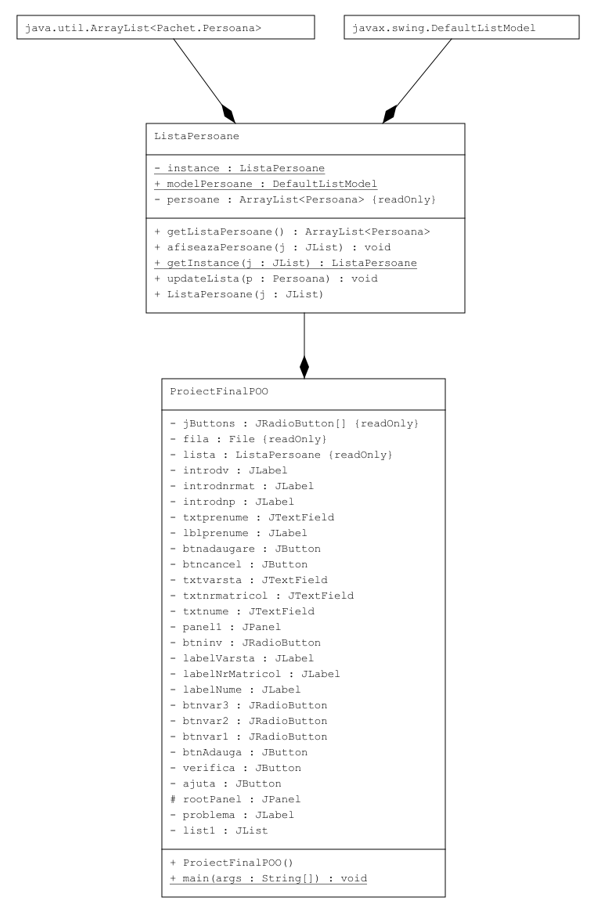 java.util.ArrayList<Pachet.Persoana>
javax.swing.DefaultListModel
ListaPersoane
- instance : ListaPersoane
+ modelPersoane : DefaultListModel
- persoane : ArrayList<Persoana> {readOnly}
+ getListaPersoane() : ArrayList<Persoana>
+ afiseazaPersoane(j : JList) : void
+ getInstance(j : JList) : ListaPersoane
+ updateLista(p : Persoana) : void
+ ListaPersoane(j : JList)
ProiectFinalPOO
- jButtons : JRadioButton[] {readOnly}
- fila : File {readOnly}
- lista : ListaPersoane {readOnly}
- introdv : JLabel
- introdnrmat : JLabel
- introdnp : JLabel
- txtprenume : JTextField
- lblprenume : JLabel
- btnadaugare : JButton
- btncancel : JButton
- txtvarsta : JTextField
- txtnrmatricol : JTextField
- txtnume : JTextField
- panel1 : JPanel
- btninv : JRadioButton
- labelVarsta : JLabel
- labelNrMatricol : JLabel
- labelNume : JLabel
- btnvar3 : JRadioButton
- btnvar2 : JRadioButton
- btnvar1 : JRadioButton
- btnAdauga : JButton
- verifica : JButton
- ajuta : JButton
# rootPanel : JPanel
- problema : JLabel
- list1 : JList
+ ProiectFinalPOO()
+ main(args : String[]) : void